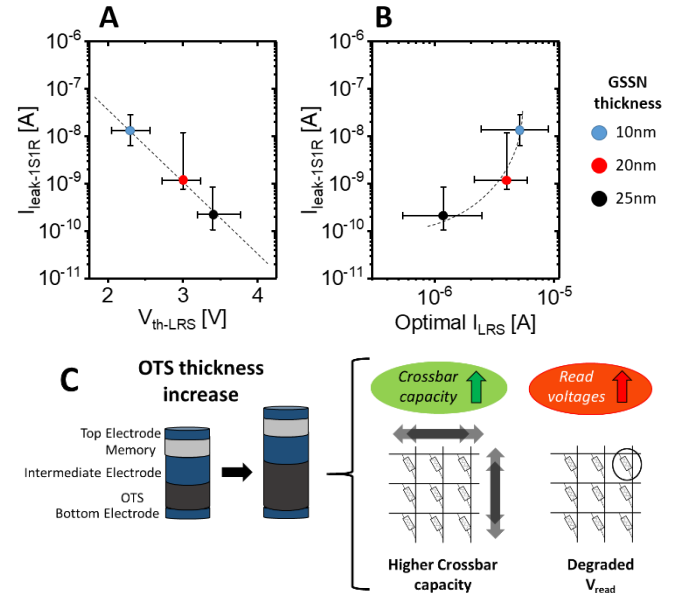 A
10⁻⁶
10⁻⁷
10⁻⁸
10⁻⁹
10⁻¹⁰
10⁻¹¹
I_leak-1S1R [A]
2
3
4
V_th-LRS [V]
B
10⁻⁶
10⁻⁷
10⁻⁸
10⁻⁹
10⁻¹⁰
10⁻¹¹
I_leak-1S1R [A]
10⁻⁶
10⁻⁵
Optimal I_LRS [A]
GSSN
thickness
10nm
20nm
25nm
C
OTS thickness
increase
Top Electrode
Memory
Intermediate Electrode
OTS
Bottom Electrode
Crossbar
capacity
Read
voltages
Higher Crossbar
capacity
Degraded
V_read